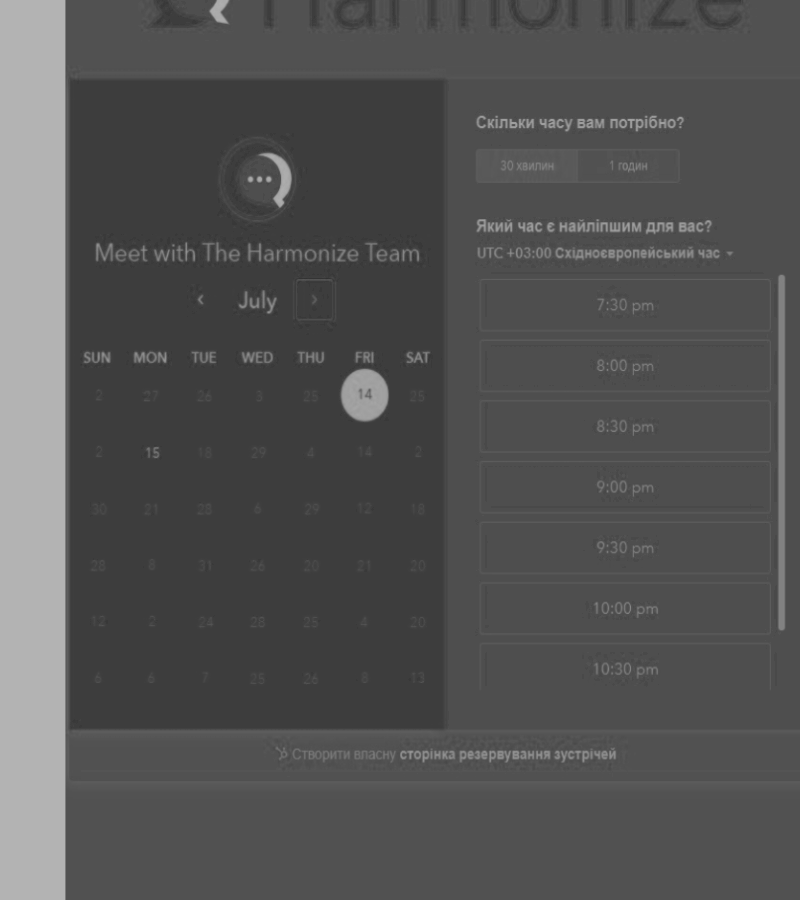 Harmonize
Meet with The Harmonize Team
July
SUN MON TUE WED THU FRI SAT
2 27 26 3 25 14 25
2 15 18 29 4 14 2
30 21 28 6 29 12 18
28 8 31 26 20 21 20
12 2 24 28 25 4 20
6 6 7 25 26 8 13
Скільки часу вам потрібно?
30 хвилин 1 годин
Який час є найліпшим для вас?
UTC +03:00 Східноєвропейський час
7:30 pm
8:00 pm
8:30 pm
9:00 pm
9:30 pm
10:00 pm
10:30 pm
Створити власну сторінка резервування зустрічей